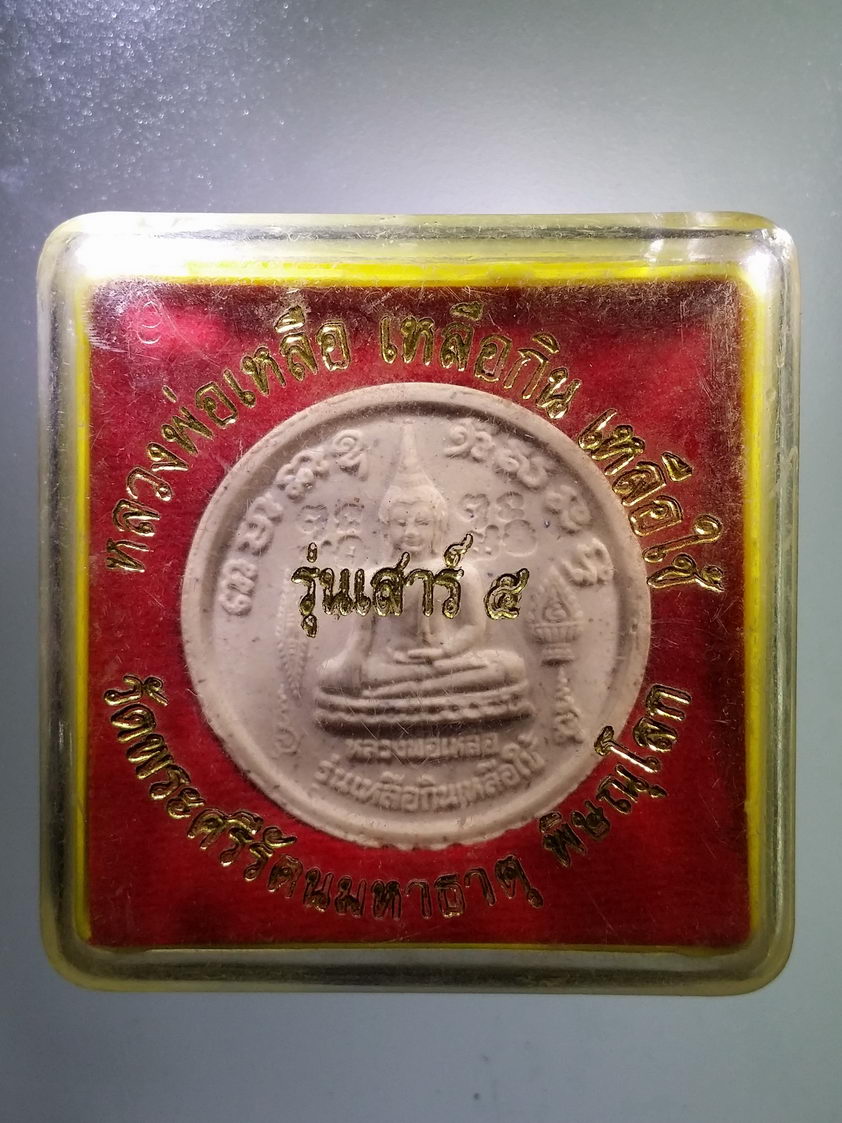 หลวงพ่อเหลือ เหลือกิน เหลือใช้
รุ่นเสาร์ ๕
หลวงพ่อเหลือ
รุ่นเหลือกินเหลือใช้
วัดพระศรีรัตนมหาธาตุ พิษณุโลก